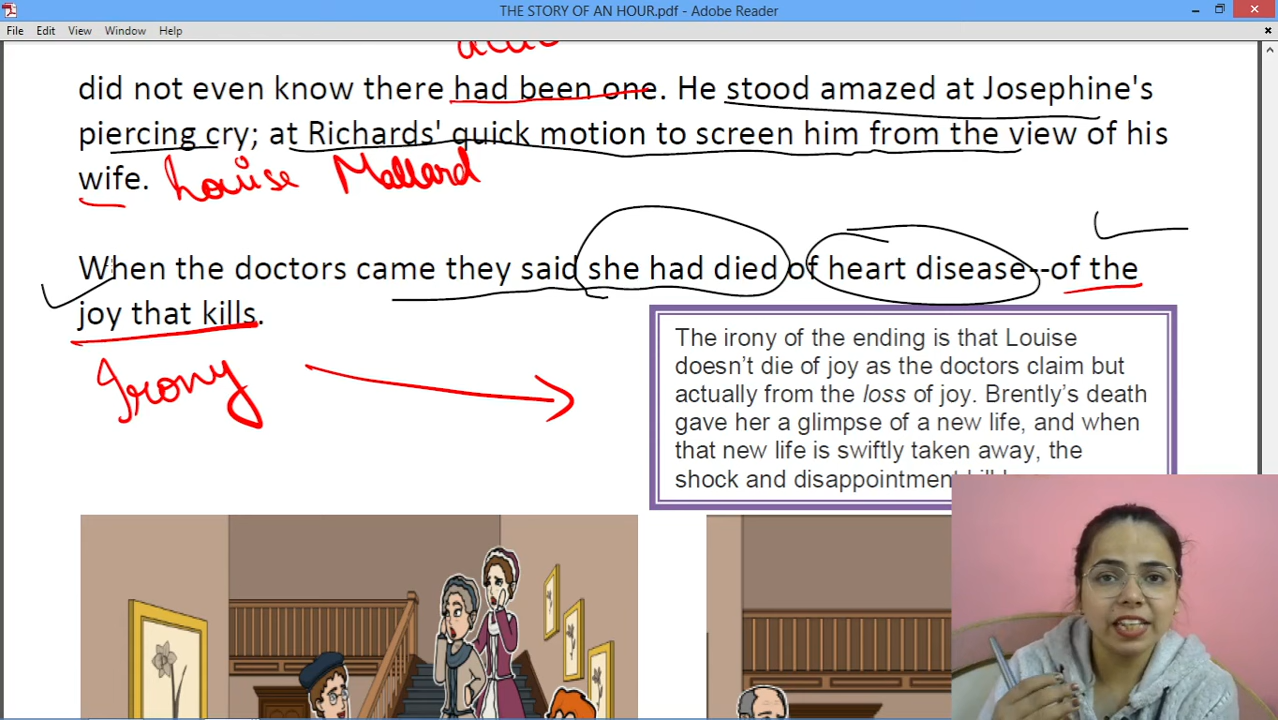 THE STORY OF AN HOUR.pdf - Adobe Reader
File Edit View Window Help
did not even know there had been one. He stood amazed at Josephine's
piercing cry; at Richards' quick motion to screen him from the view of his
wife. Louise Mallard
When the doctors came they said she had died of heart disease--of the
joy that kills.
Irony
The irony of the ending is that Louise
doesn't die of joy as the doctors claim but
actually from the loss of joy. Brently's death
gave her a glimpse of a new life, and when
that new life is swiftly taken away, the
shock and disappointment